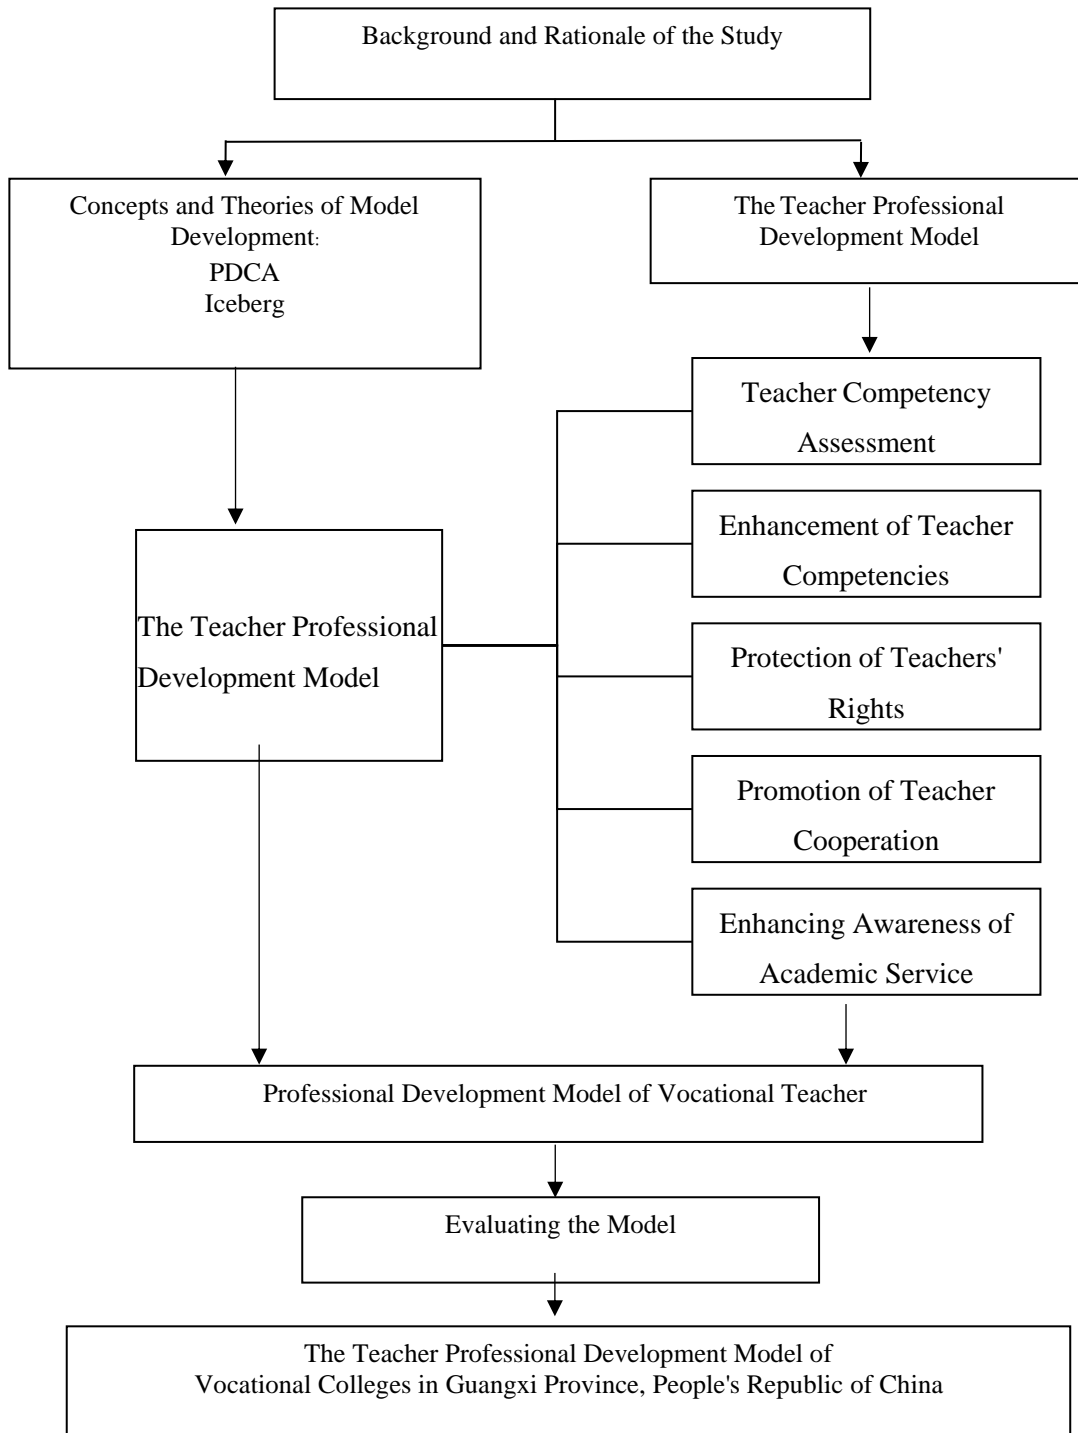 Background and Rationale of the Study
Concepts and Theories of Model
Development:
PDCA
Iceberg
The Teacher Professional
Development Model
Teacher Competency
Assessment
Enhancement of Teacher
Competencies
The Teacher Professional
Development Model
Protection of Teachers'
Rights
Promotion of Teacher
Cooperation
Enhancing Awareness of
Academic Service
Professional Development Model of Vocational Teacher
Evaluating the Model
The Teacher Professional Development Model of
Vocational Colleges in Guangxi Province, People's Republic of China